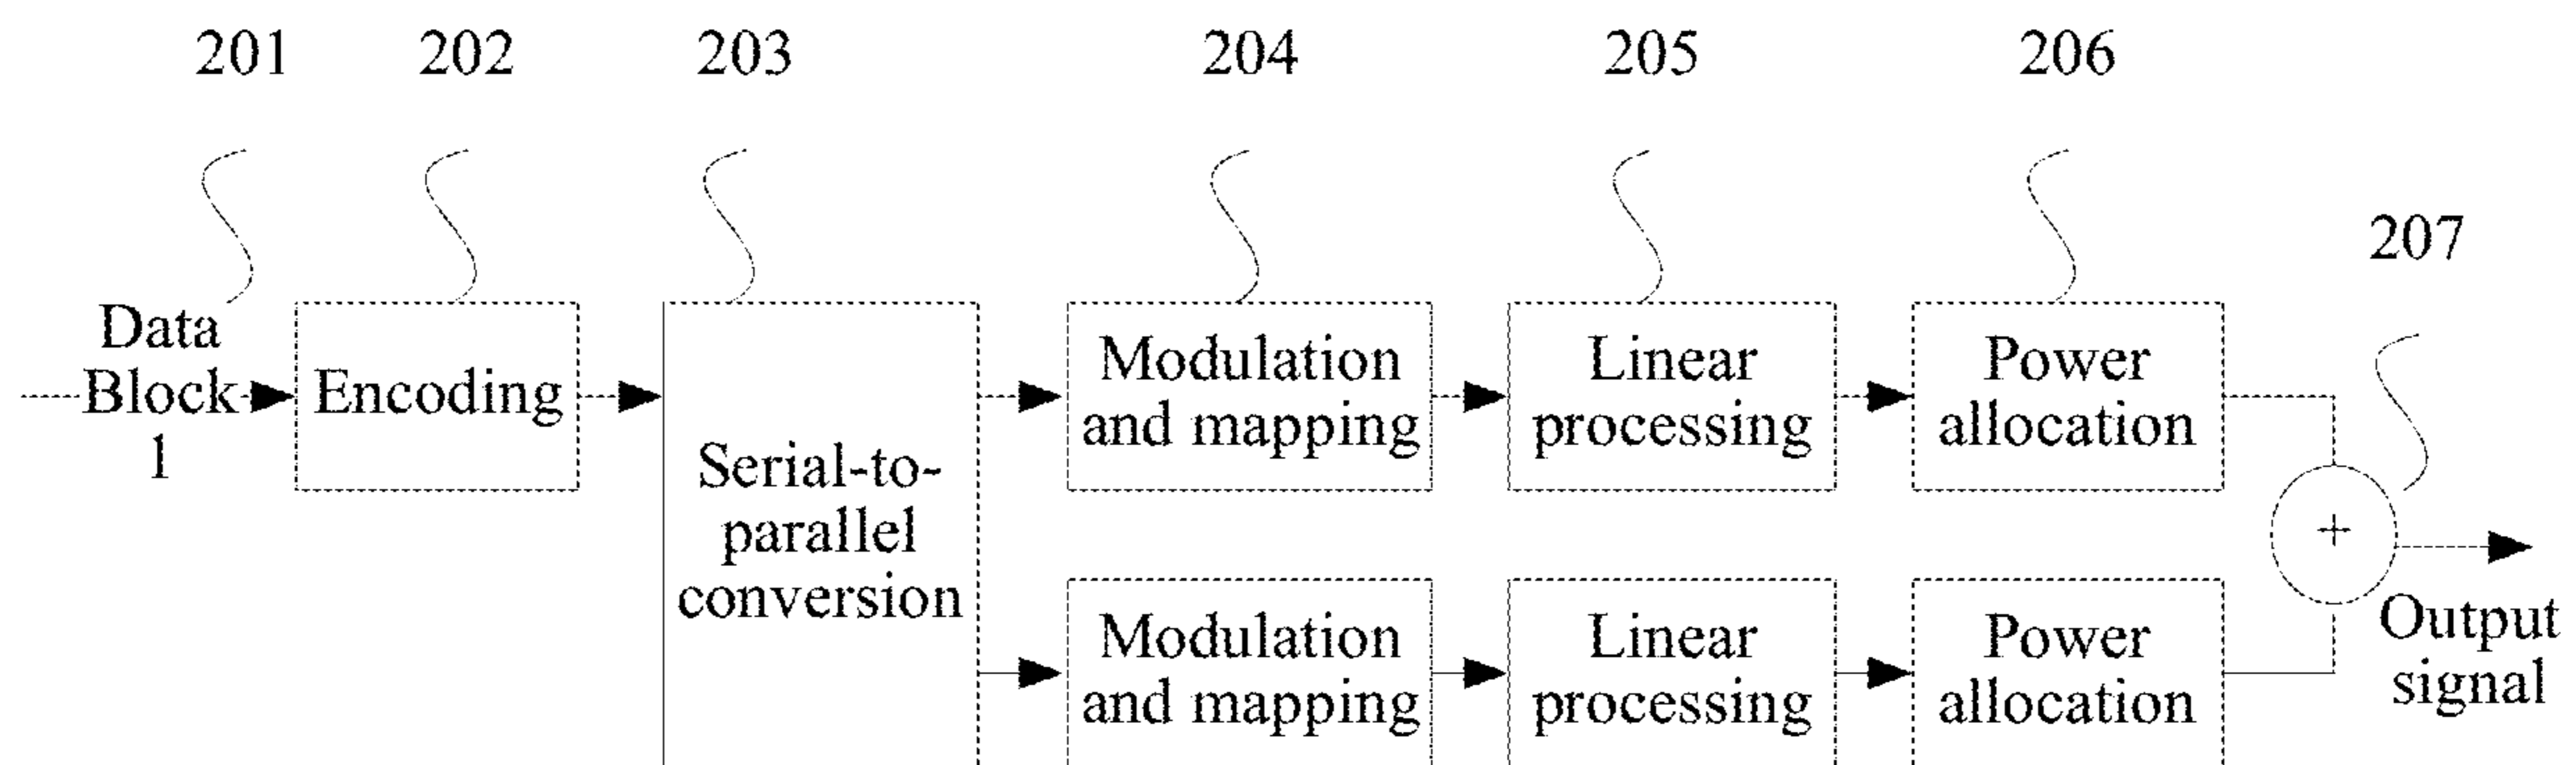 201
202
203
204
205
206
207
Data
Block
1
Encoding
Serial-to-
parallel
conversion
Modulation
and mapping
Linear
processing
Power
allocation
+
Modulation
and mapping
Linear
processing
Power
allocation
Output
signal